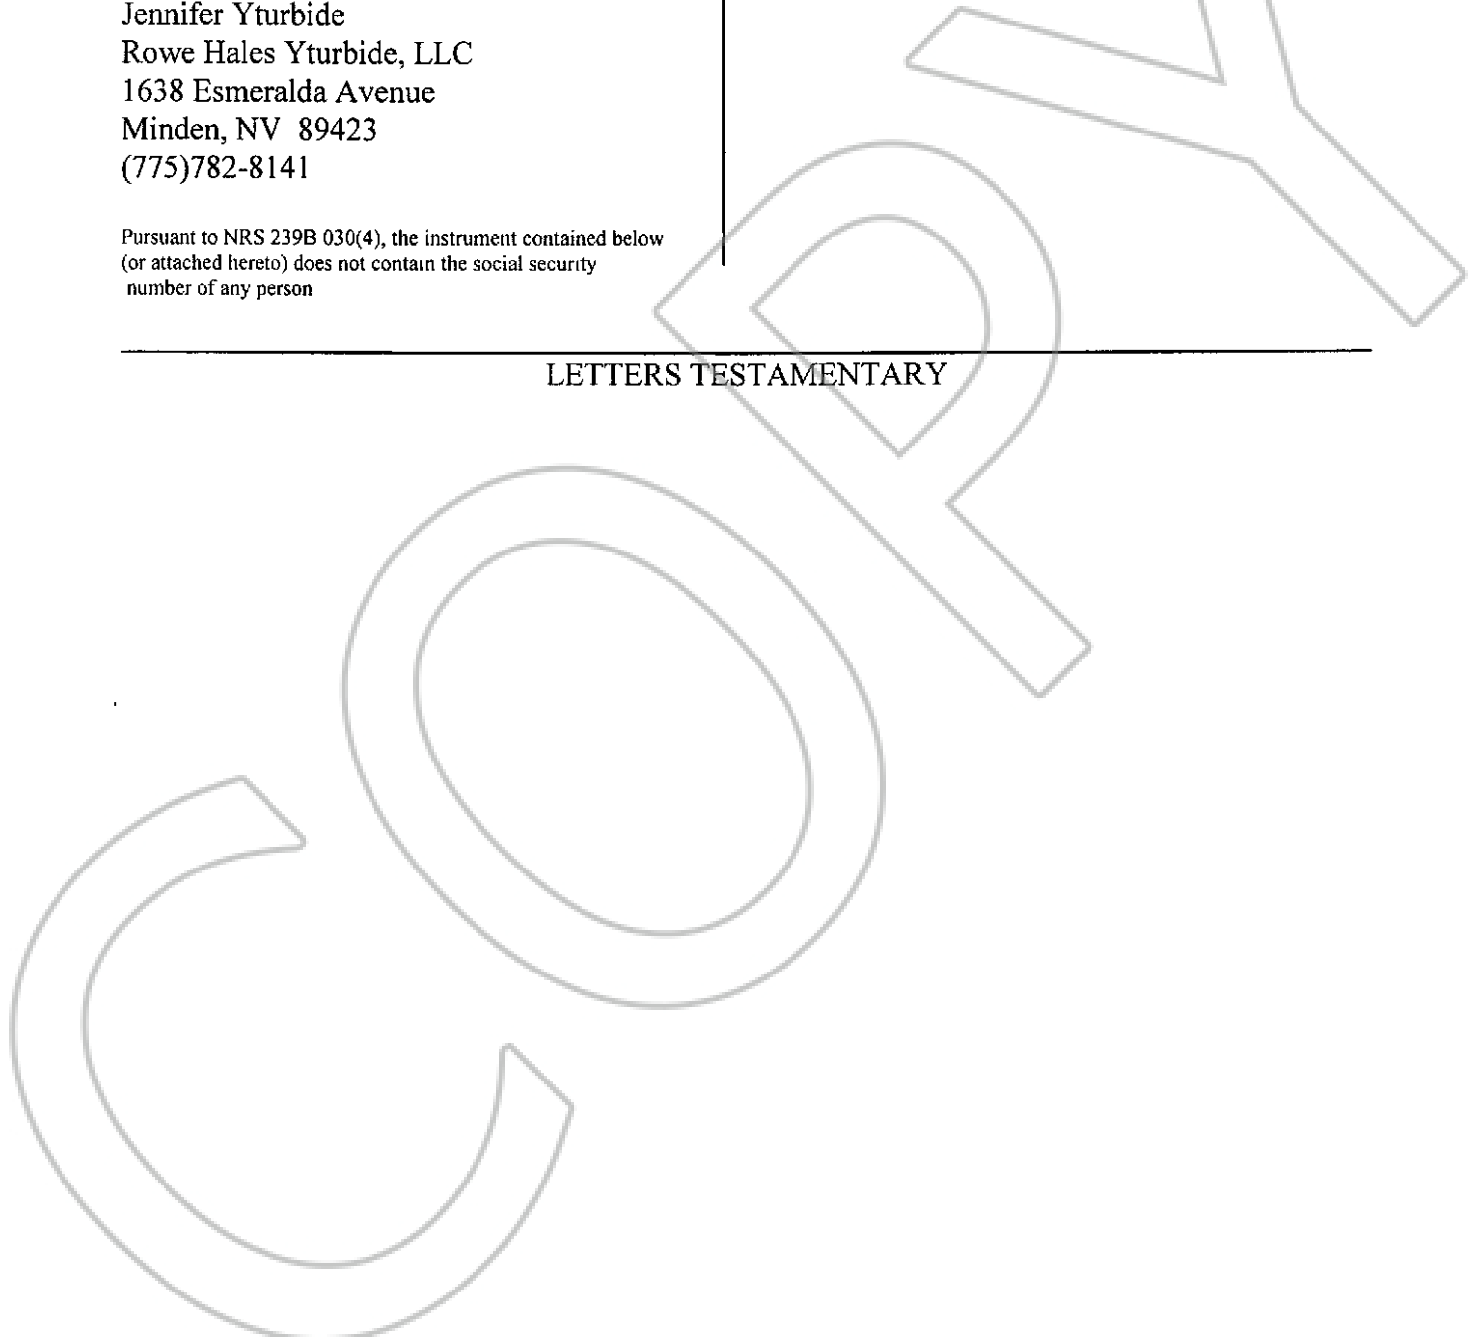 Jennifer Yturbide
Rowe Hales Yturbide, LLC
1638 Esmeralda Avenue
Minden, NV  89423
(775)782-8141
Pursuant to NRS 239B 030(4), the instrument contained below
(or attached hereto) does not contain the social security
number of any person
LETTERS TESTAMENTARY
COPY